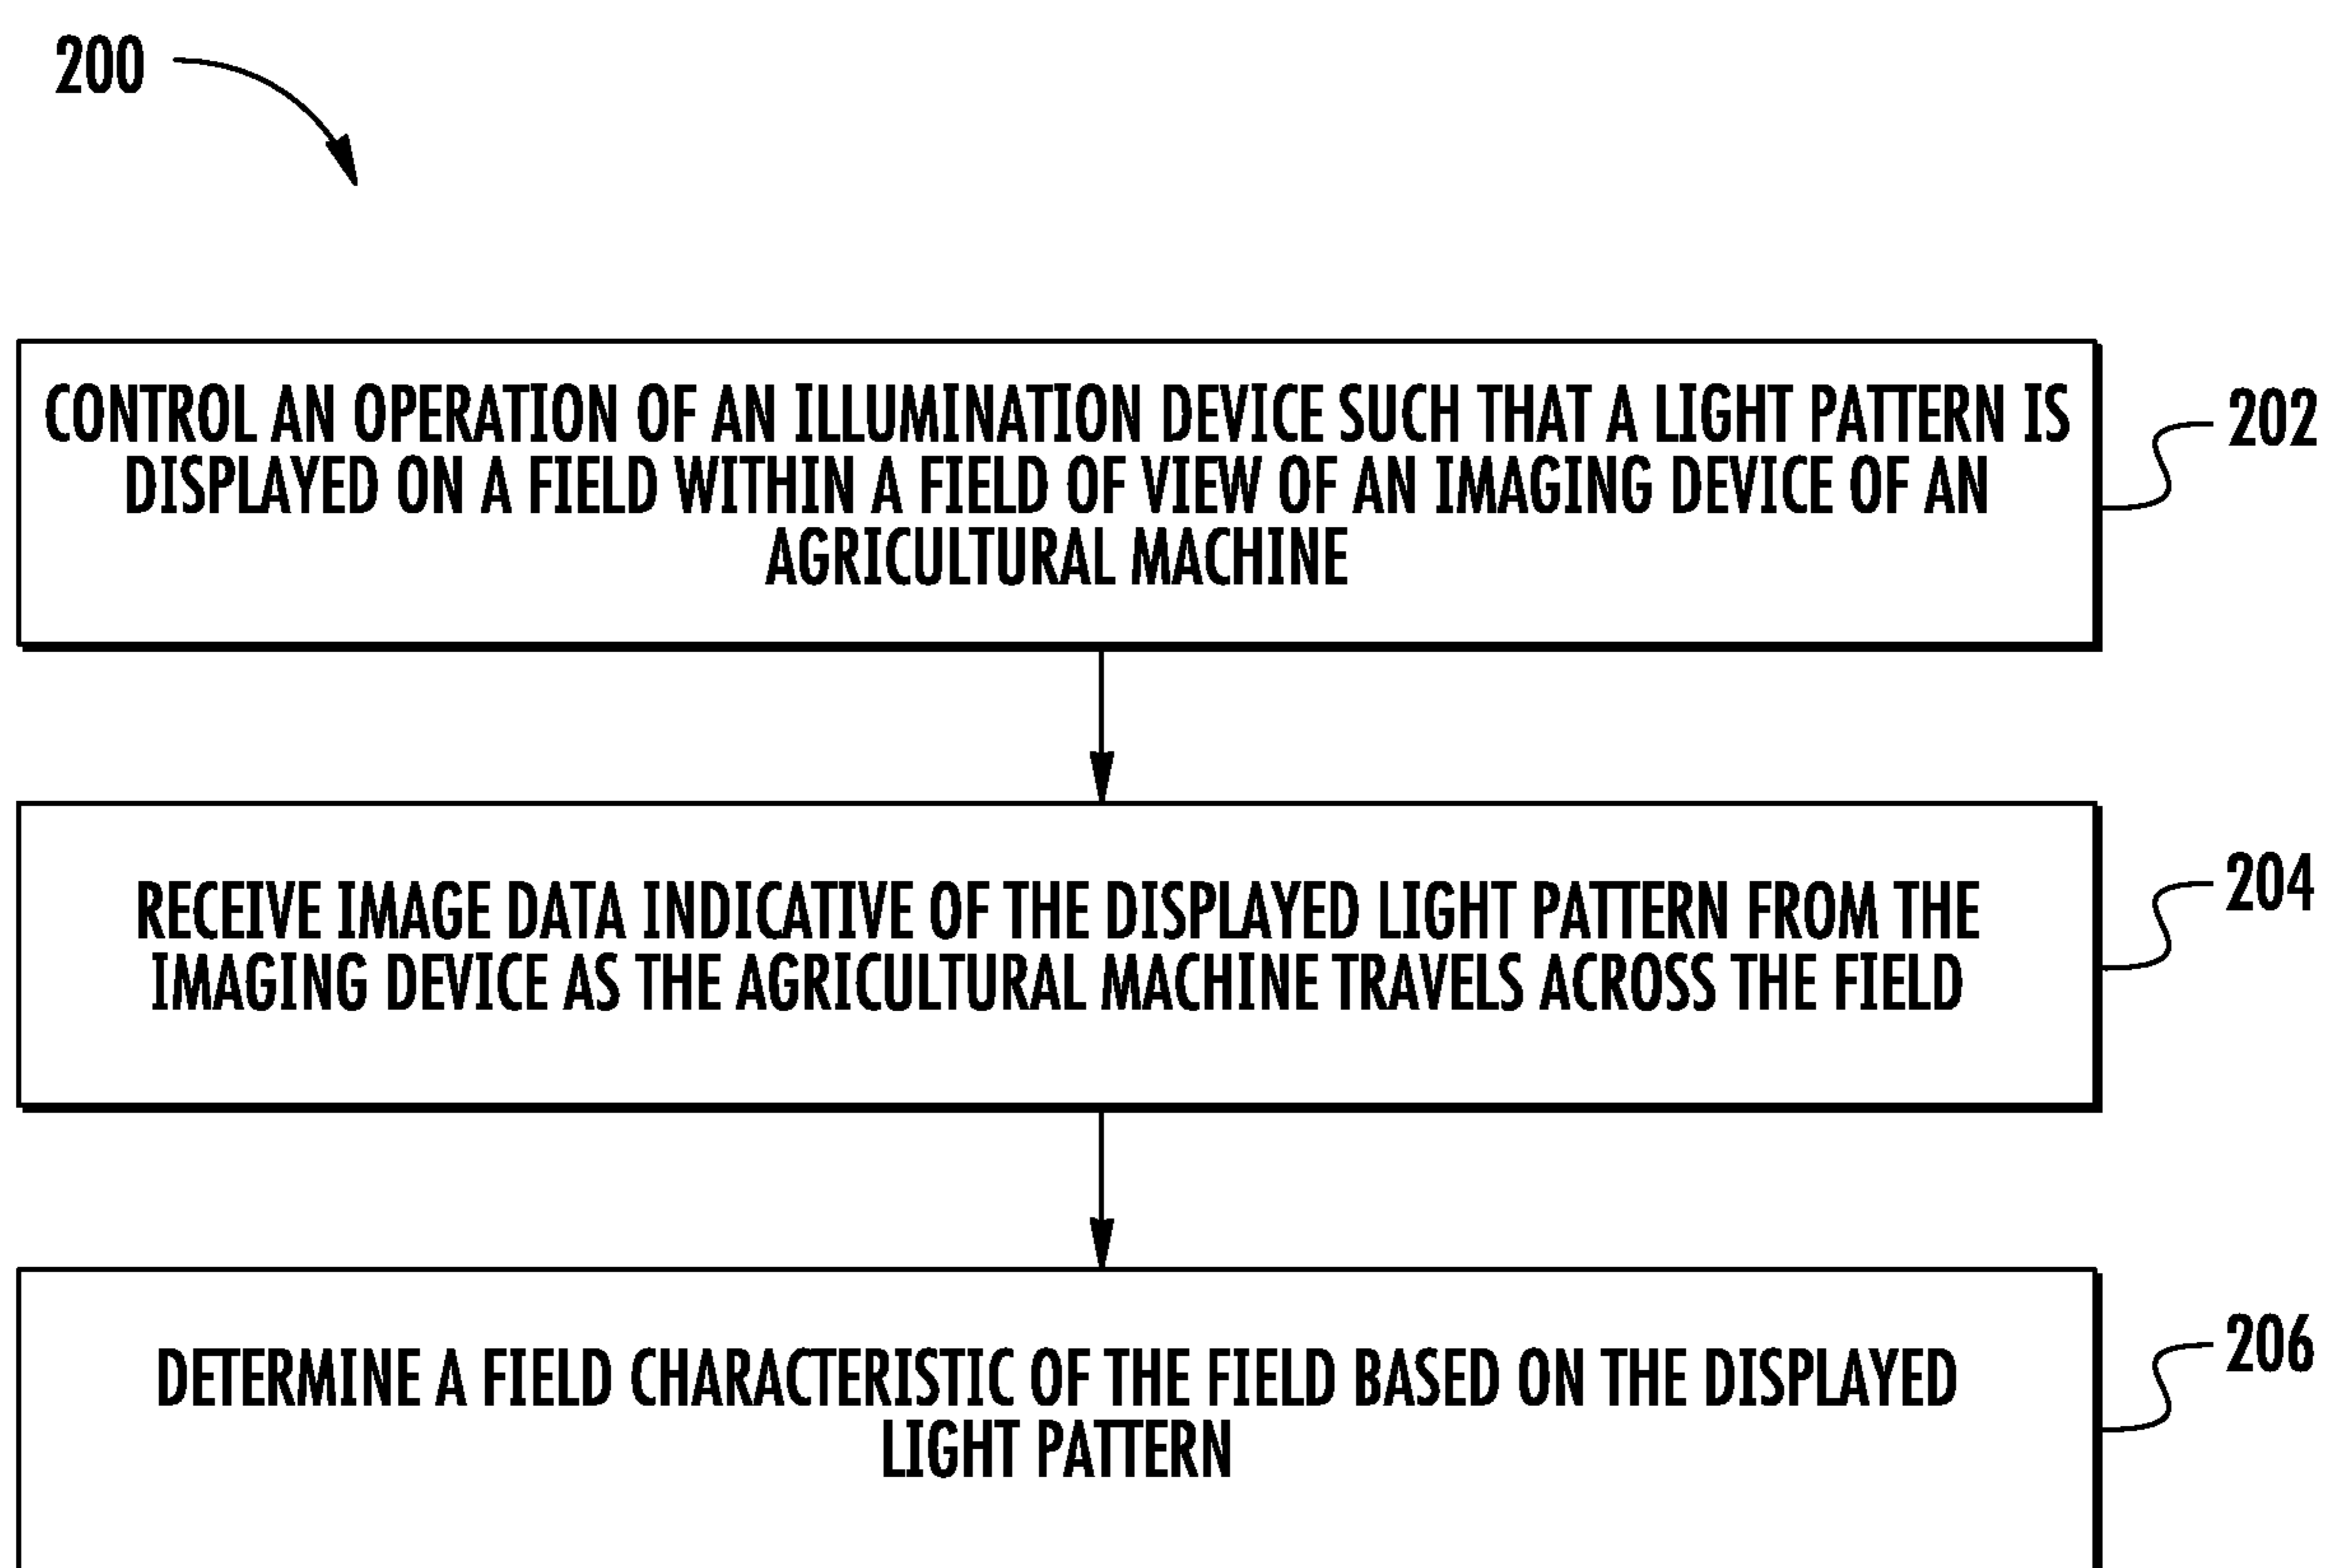 200
CONTROL AN OPERATION OF AN ILLUMINATION DEVICE SUCH THAT A LIGHT PATTERN IS
DISPLAYED ON A FIELD WITHIN A FIELD OF VIEW OF AN IMAGING DEVICE OF AN
AGRICULTURAL MACHINE
202
RECEIVE IMAGE DATA INDICATIVE OF THE DISPLAYED LIGHT PATTERN FROM THE
IMAGING DEVICE AS THE AGRICULTURAL MACHINE TRAVELS ACROSS THE FIELD
204
DETERMINE A FIELD CHARACTERISTIC OF THE FIELD BASED ON THE DISPLAYED
LIGHT PATTERN
206